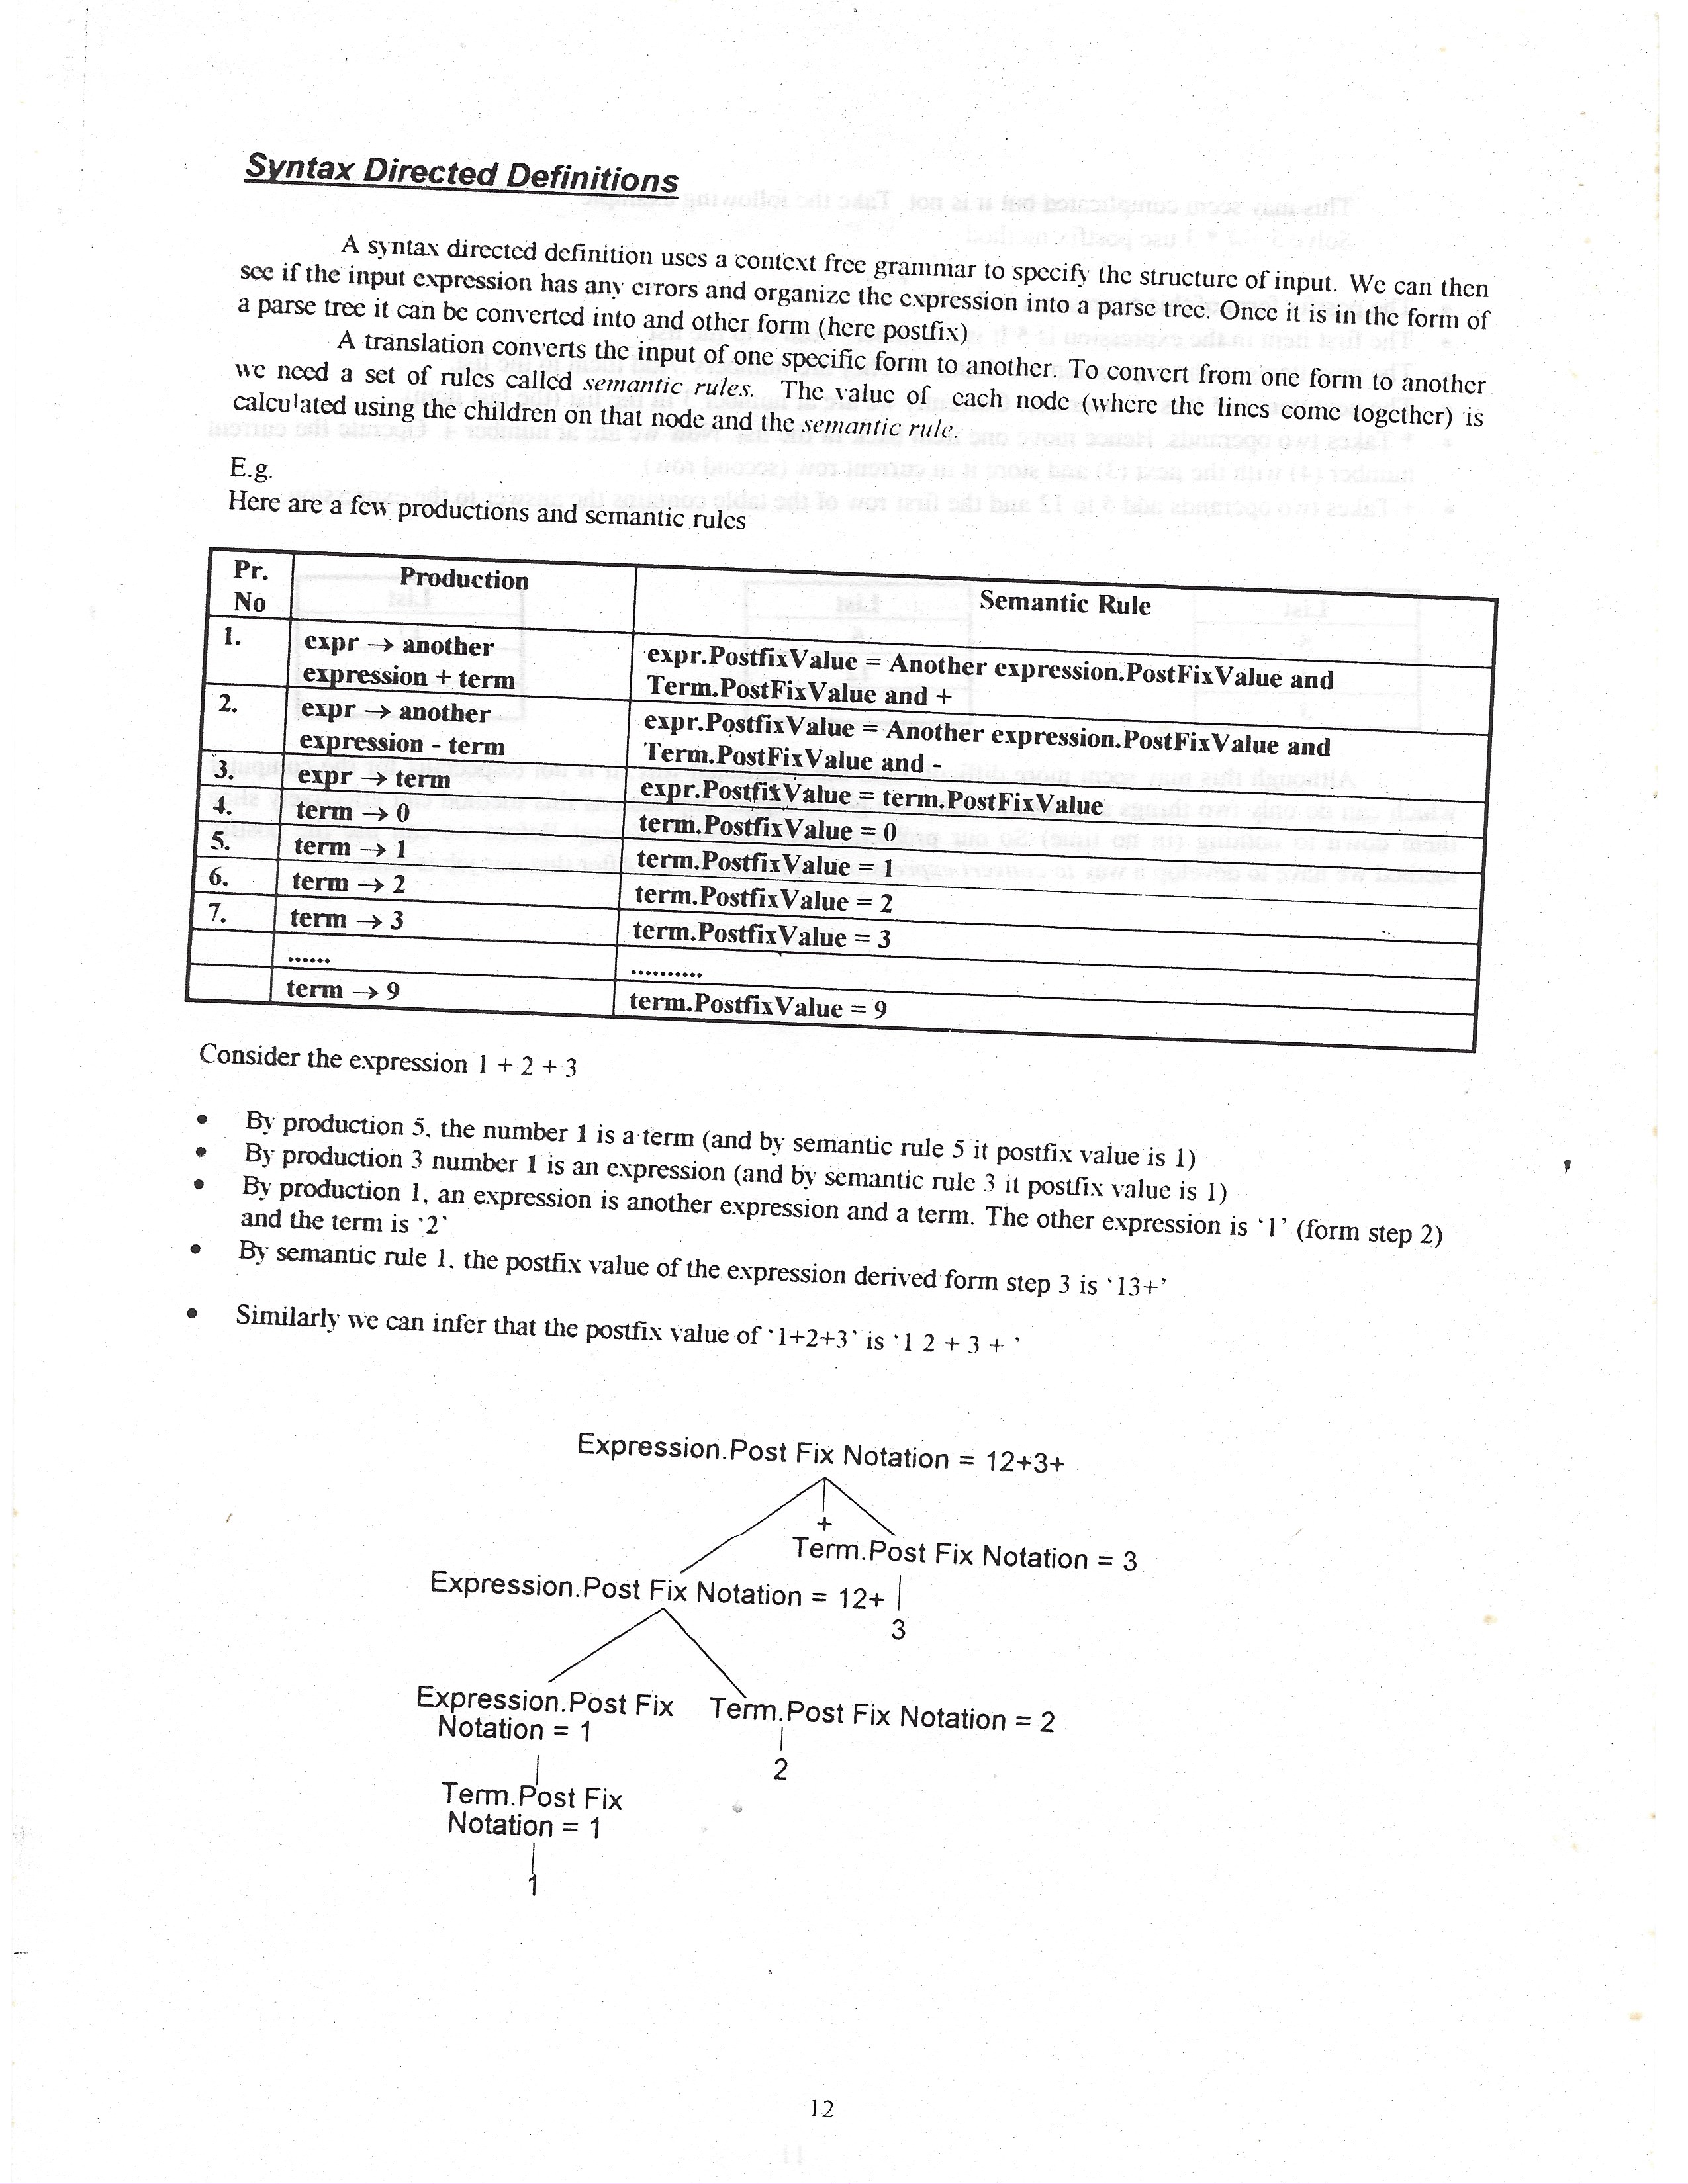 Syntax Directed Definitions
A syntax directed definition uses a context free grammar to specify the structure of input. We can then
see if the input expression has any errors and organize the expression into a parse tree. Once it is in the form of
a parse tree it can be converted into and other form (here postfix)
A translation converts the input of one specific form to another. To convert from one form to another
we need a set of rules called semantic rules. The value of each node (where the lines come together) is
calculated using the children on that node and the semantic rule.
E.g.
Here are a few productions and semantic rules
Pr. No Production Semantic Rule
1. expr → another expression + term expr.PostfixValue = Another expression.PostFixValue and Term.PostFixValue and +
2. expr → another expression - term expr.PostfixValue = Another expression.PostFixValue and Term.PostFixValue and -
3. expr → term expr.PostfixValue = term.PostFixValue
4. term → 0 term.PostfixValue = 0
5. term → 1 term.PostfixValue = 1
6. term → 2 term.PostfixValue = 2
7. term → 3 term.PostfixValue = 3
...... ..........
term → 9 term.PostfixValue = 9
Consider the expression 1 + 2 + 3
• By production 5, the number 1 is a term (and by semantic rule 5 it postfix value is 1)
• By production 3 number 1 is an expression (and by semantic rule 3 it postfix value is 1)
• By production 1, an expression is another expression and a term. The other expression is ‘1’ (form step 2)
and the term is ‘2‘
• By semantic rule 1, the postfix value of the expression derived form step 3 is ‘13+’
• Similarly we can infer that the postfix value of ‘1+2+3‘ is ‘1 2 + 3 + ’
Expression.Post Fix Notation = 12+3+
+
Term.Post Fix Notation = 3
Expression.Post Fix Notation = 12+
3
Expression.Post Fix Term.Post Fix Notation = 2
Notation = 1
2
Term.Post Fix
Notation = 1
1
12